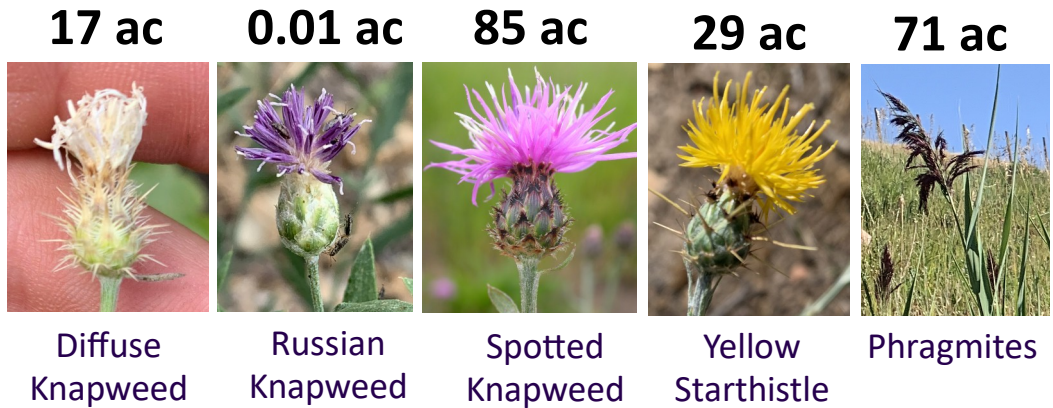 17 ac
0.01 ac
85 ac
29 ac
71 ac
Diffuse
Knapweed
Russian
Knapweed
Spotted
Knapweed
Yellow
Starthistle
Phragmites